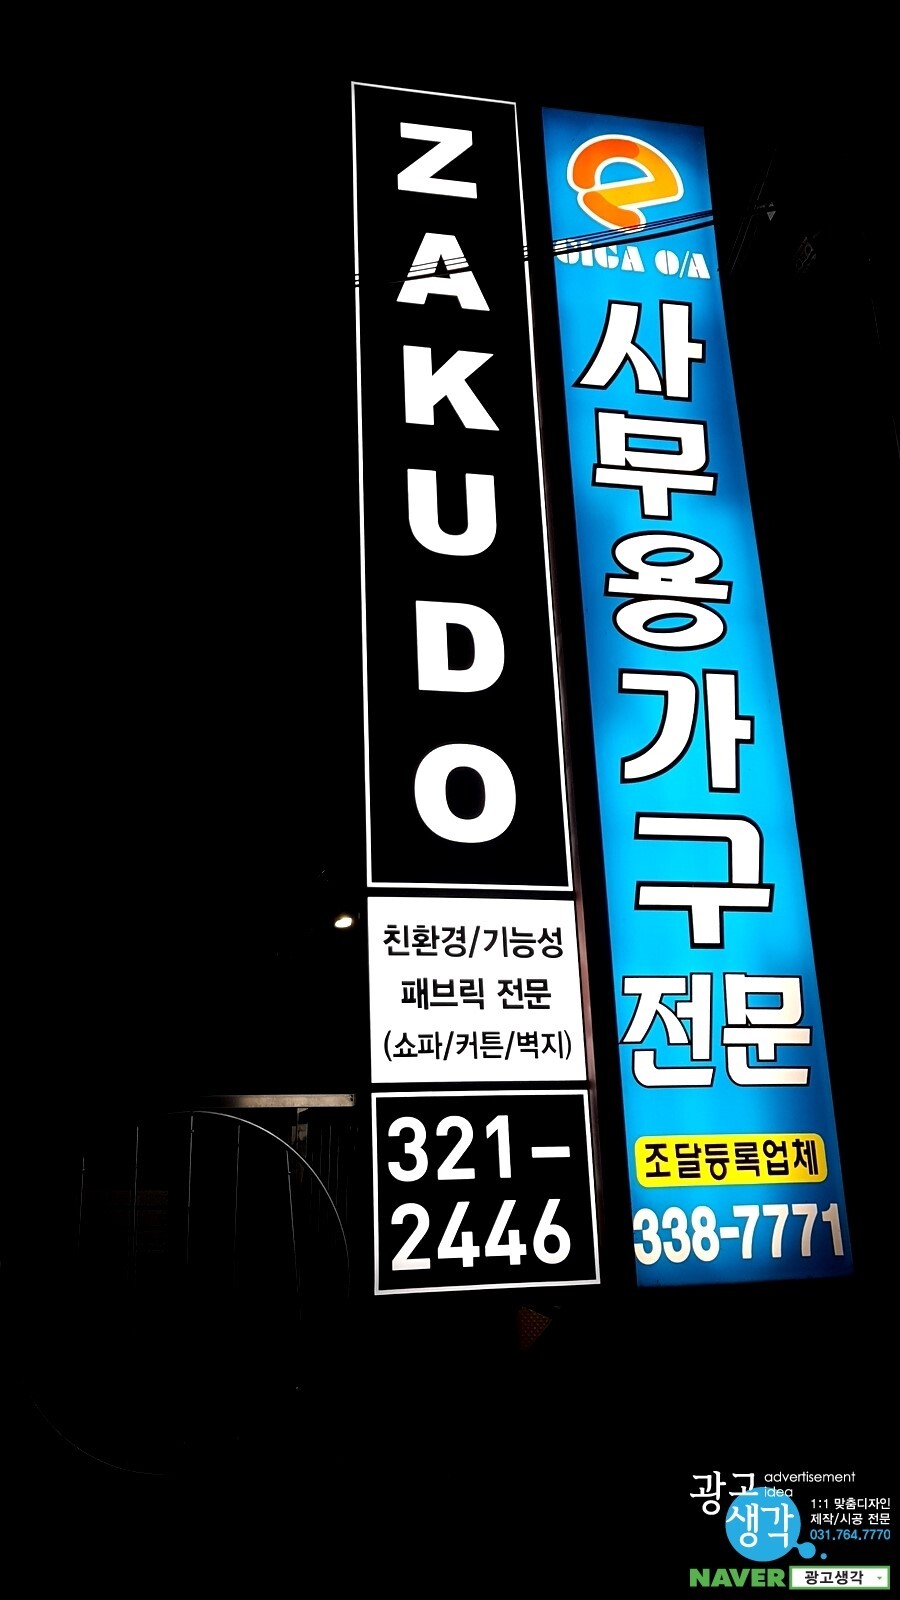 ZAKUDO
친환경/기능성
패브릭 전문
(쇼파/커튼/벽지)
321-
2446
e
GIGA O/A
사무용가구전문
조달등록업체
338-7771
광고
생각
advertisement
idea
1:1 맞춤디자인
제작/시공 전문
031.764.7770
NAVER 광고생각